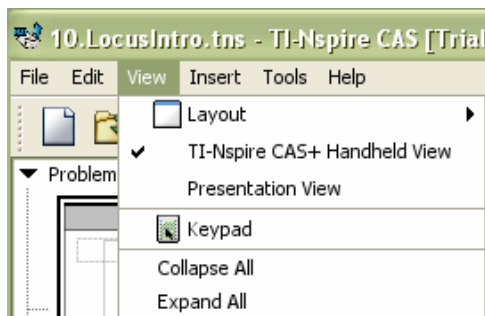 10.LocusIntro.tns - TI-Nspire CAS [Trial
File Edit View Insert Tools Help
Layout
TI-Nspire CAS+ Handheld View
Problem
Presentation View
Keypad
Collapse All
Expand All